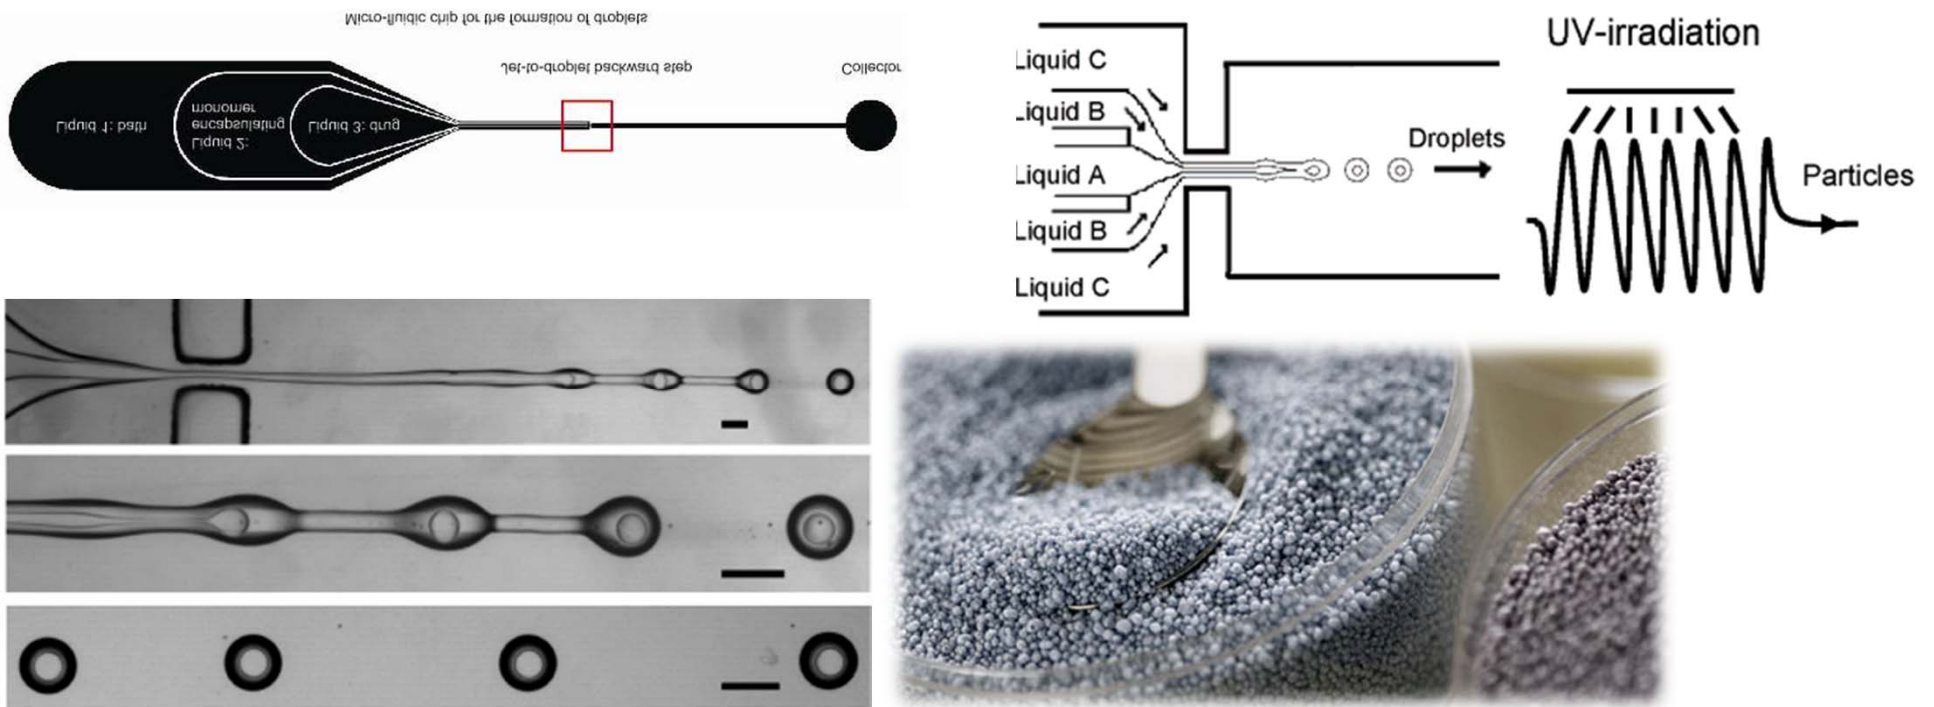 Micro-fluidic chip for the formation of droplets
Jet-to-droplet backward step
Collector
Liquid 1: bath
Liquid 2:
encapsulating
monomer
Liquid 3: drug
Liquid C
Liquid B
Liquid A
Liquid B
Liquid C
Droplets
UV-irradiation
Particles